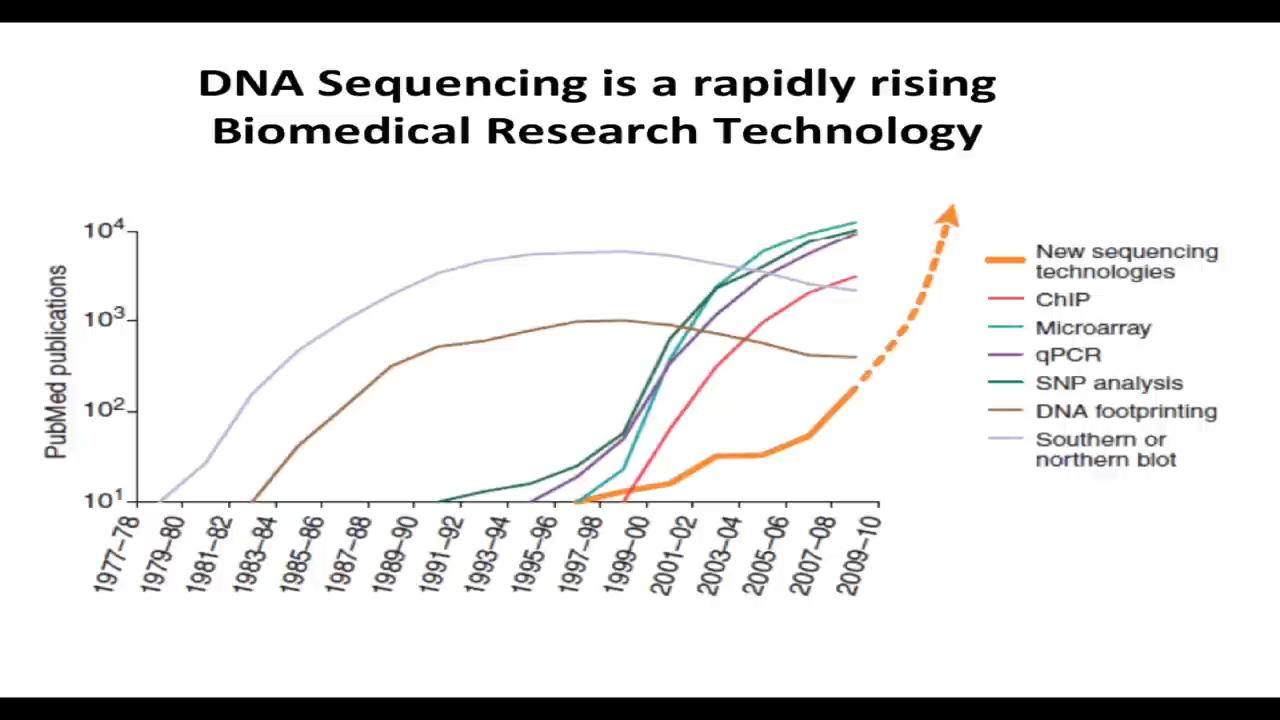 DNA Sequencing is a rapidly rising
Biomedical Research Technology
PubMed publications
10⁴
10³
10²
10¹
1977–78
1979–80
1981–82
1983–84
1985–86
1987–88
1989–90
1991–92
1993–94
1995–96
1997–98
1999–00
2001–02
2003–04
2005–06
2007–08
2009–10
New sequencing
technologies
ChIP
Microarray
qPCR
SNP analysis
DNA footprinting
Southern or
northern blot